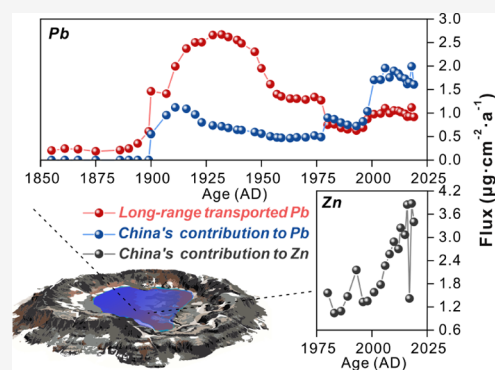 Pb
3.0
2.5
2.0
1.5
1.0
0.5
0.0
1850 1875 1900 1925 1950 1975 2000 2025
Age (AD)
Flux (μg·cm⁻²·a⁻¹)
Long-range transported Pb
China's contribution to Pb
China's contribution to Zn
Zn
4.2
3.6
3.0
2.4
1.8
1.2
0.6
1975 2000 2025
Age (AD)